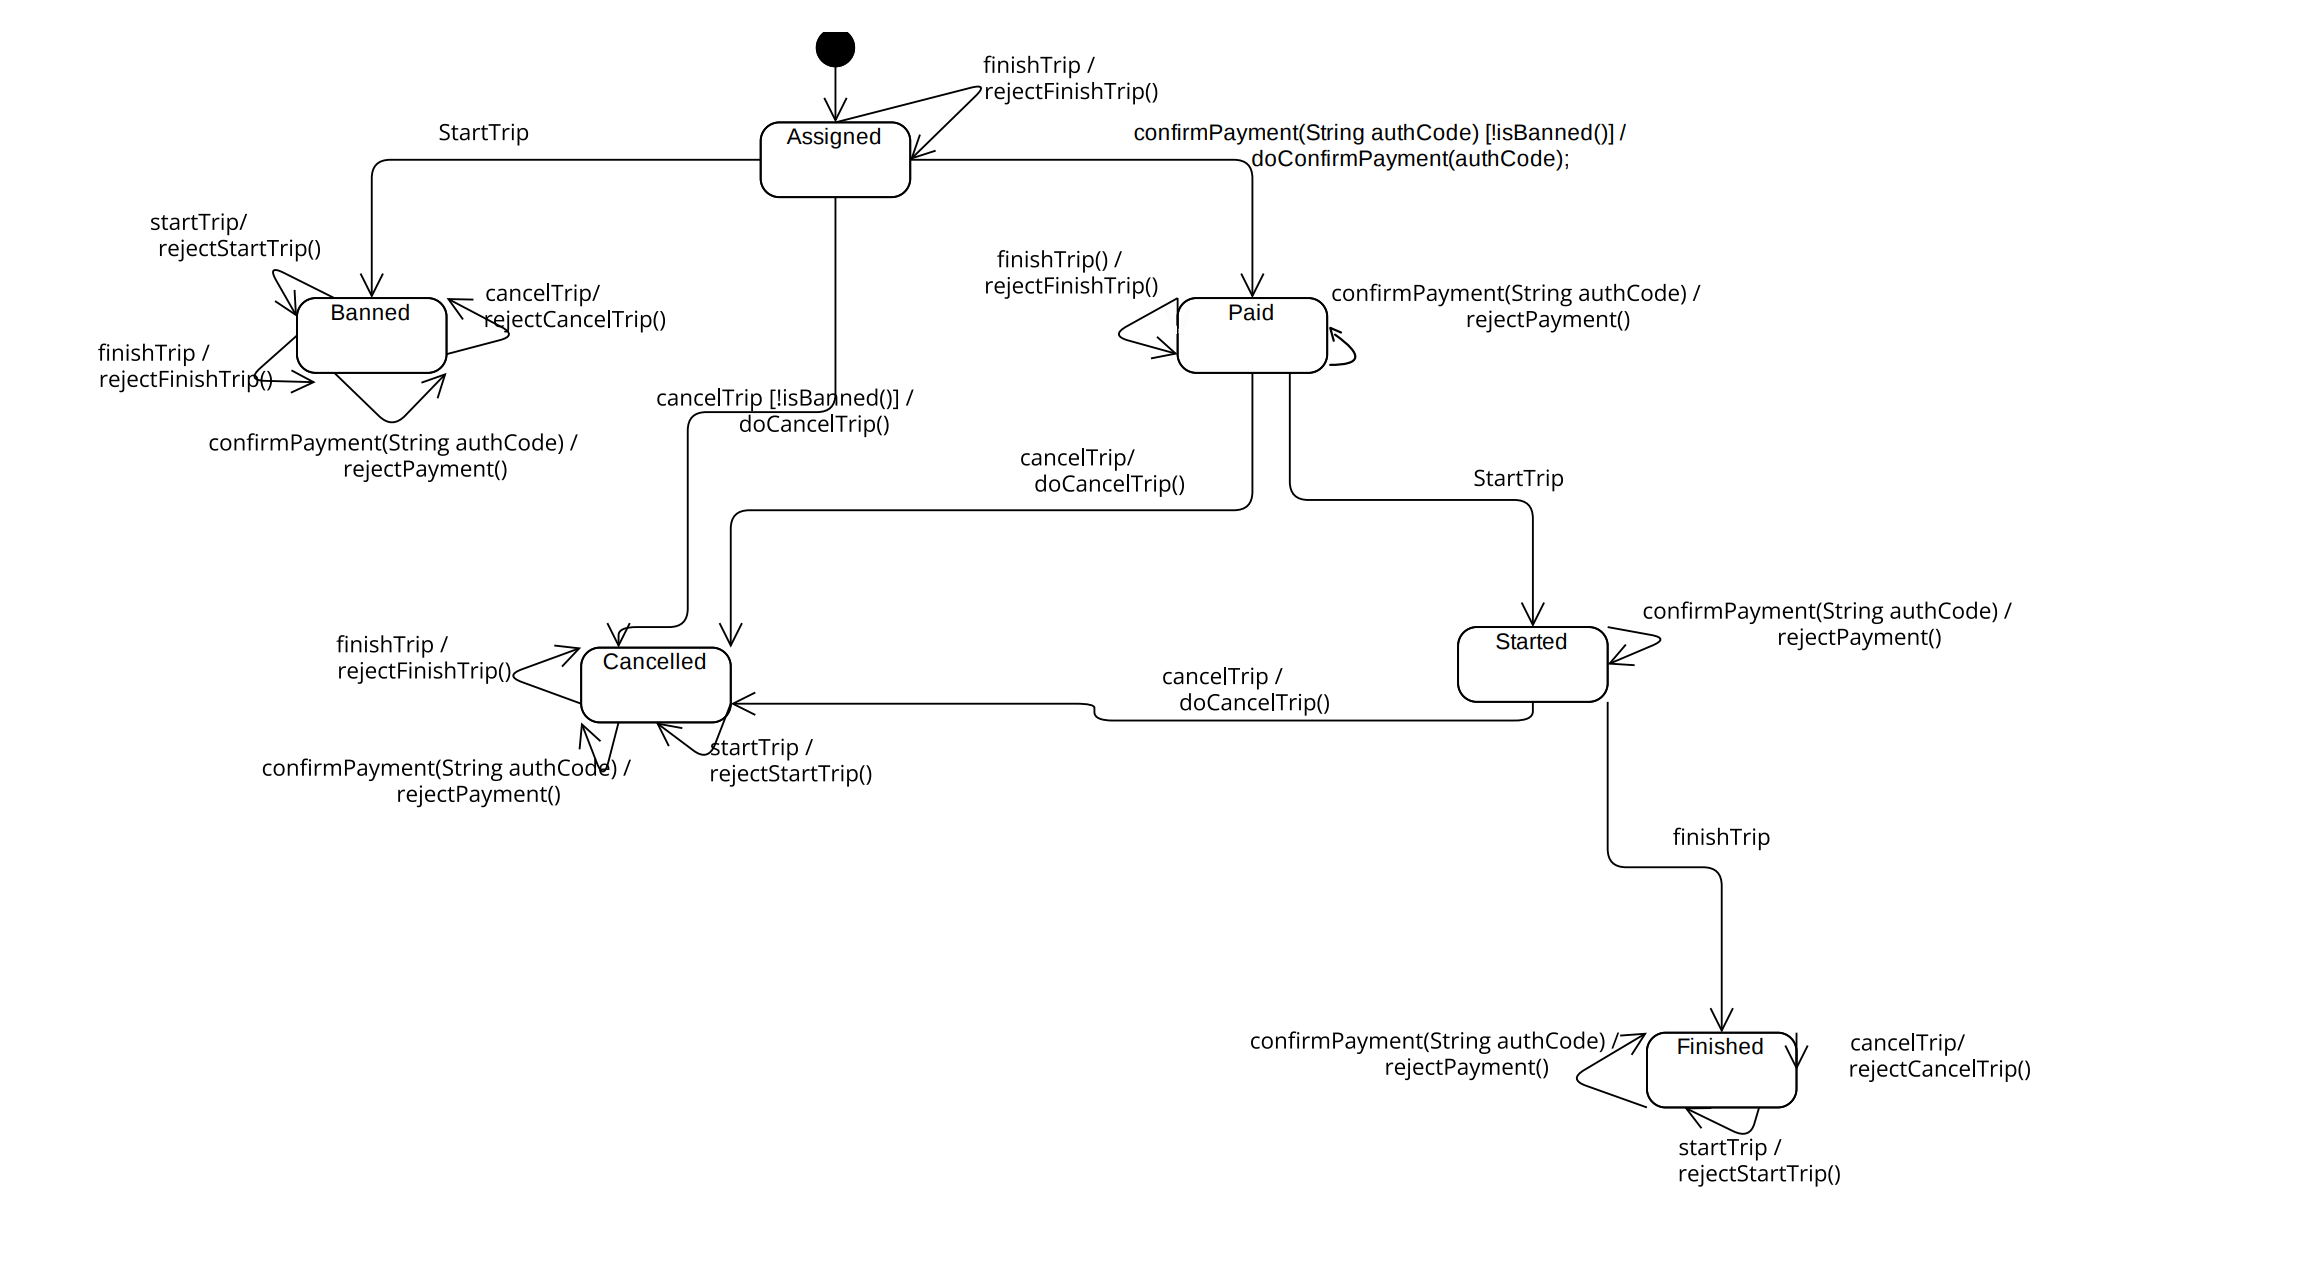 finishTrip /
rejectFinishTrip()
Assigned
StartTrip
confirmPayment(String authCode) [!isBanned()] /
doConfirmPayment(authCode);
startTrip/
rejectStartTrip()
Banned
cancelTrip/
rejectCancelTrip()
finishTrip /
rejectFinishTrip()
confirmPayment(String authCode) /
rejectPayment()
finishTrip() /
rejectFinishTrip()
Paid
confirmPayment(String authCode) /
rejectPayment()
cancelTrip [!isBanned()] /
doCancelTrip()
cancelTrip/
doCancelTrip()
StartTrip
finishTrip /
rejectFinishTrip()
Cancelled
confirmPayment(String authCode) /
rejectPayment()
startTrip /
rejectStartTrip()
cancelTrip /
doCancelTrip()
Started
confirmPayment(String authCode) /
rejectPayment()
finishTrip
confirmPayment(String authCode) /
rejectPayment()
Finished
cancelTrip/
rejectCancelTrip()
startTrip /
rejectStartTrip()